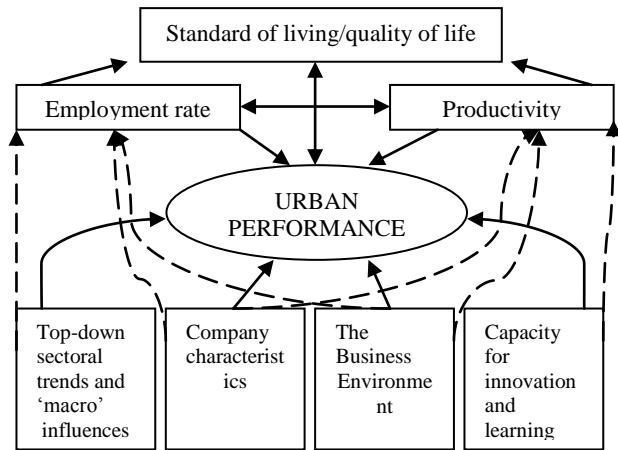 Standard of living/quality of life
Employment rate
Productivity
URBAN
PERFORMANCE
Top-down
sectoral
trends and
‘macro’
influences
Company
characterist
ics
The
Business
Environme
nt
Capacity
for
innovation
and
learning